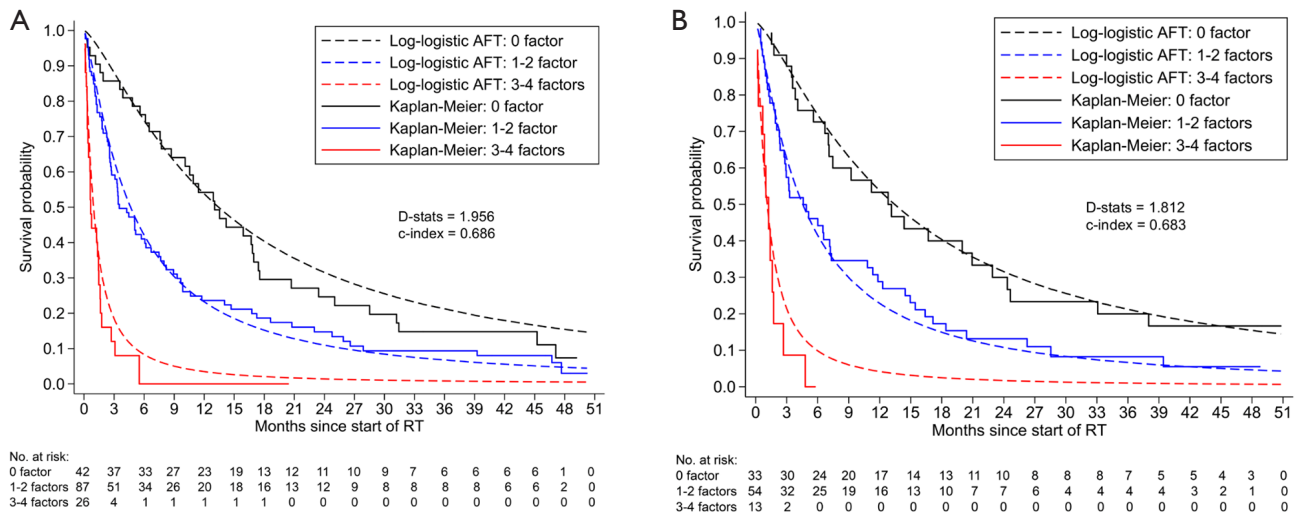 A
Survival probability
1.0
0.9
0.8
0.7
0.6
0.5
0.4
0.3
0.2
0.1
0.0
Log-logistic AFT: 0 factor
Log-logistic AFT: 1-2 factor
Log-logistic AFT: 3-4 factors
Kaplan-Meier: 0 factor
Kaplan-Meier: 1-2 factor
Kaplan-Meier: 3-4 factors
D-stats = 1.956
c-index = 0.686
0 3 6 9 12 15 18 21 24 27 30 33 36 39 42 45 48 51
Months since start of RT
No. at risk:
0 factor 42 37 33 27 23 19 13 12 11 10 9 7 6 6 6 6 1 0
1-2 factors 87 51 34 26 20 18 16 13 12 9 8 8 8 8 6 6 2 0
3-4 factors 26 4 1 1 1 1 1 0 0 0 0 0 0 0 0 0 0 0
B
Survival probability
1.0
0.9
0.8
0.7
0.6
0.5
0.4
0.3
0.2
0.1
0.0
Log-logistic AFT: 0 factor
Log-logistic AFT: 1-2 factors
Log-logistic AFT: 3-4 factors
Kaplan-Meier: 0 factor
Kaplan-Meier: 1-2 factors
Kaplan-Meier: 3-4 factors
D-stats = 1.812
c-index = 0.683
0 3 6 9 12 15 18 21 24 27 30 33 36 39 42 45 48 51
Months since start of RT
No. at risk:
0 factor 33 30 24 20 17 14 13 11 10 8 8 8 7 5 5 4 3 0
1-2 factors 54 32 25 19 16 13 10 7 7 6 4 4 4 4 3 2 1 0
3-4 factors 13 2 0 0 0 0 0 0 0 0 0 0 0 0 0 0 0 0